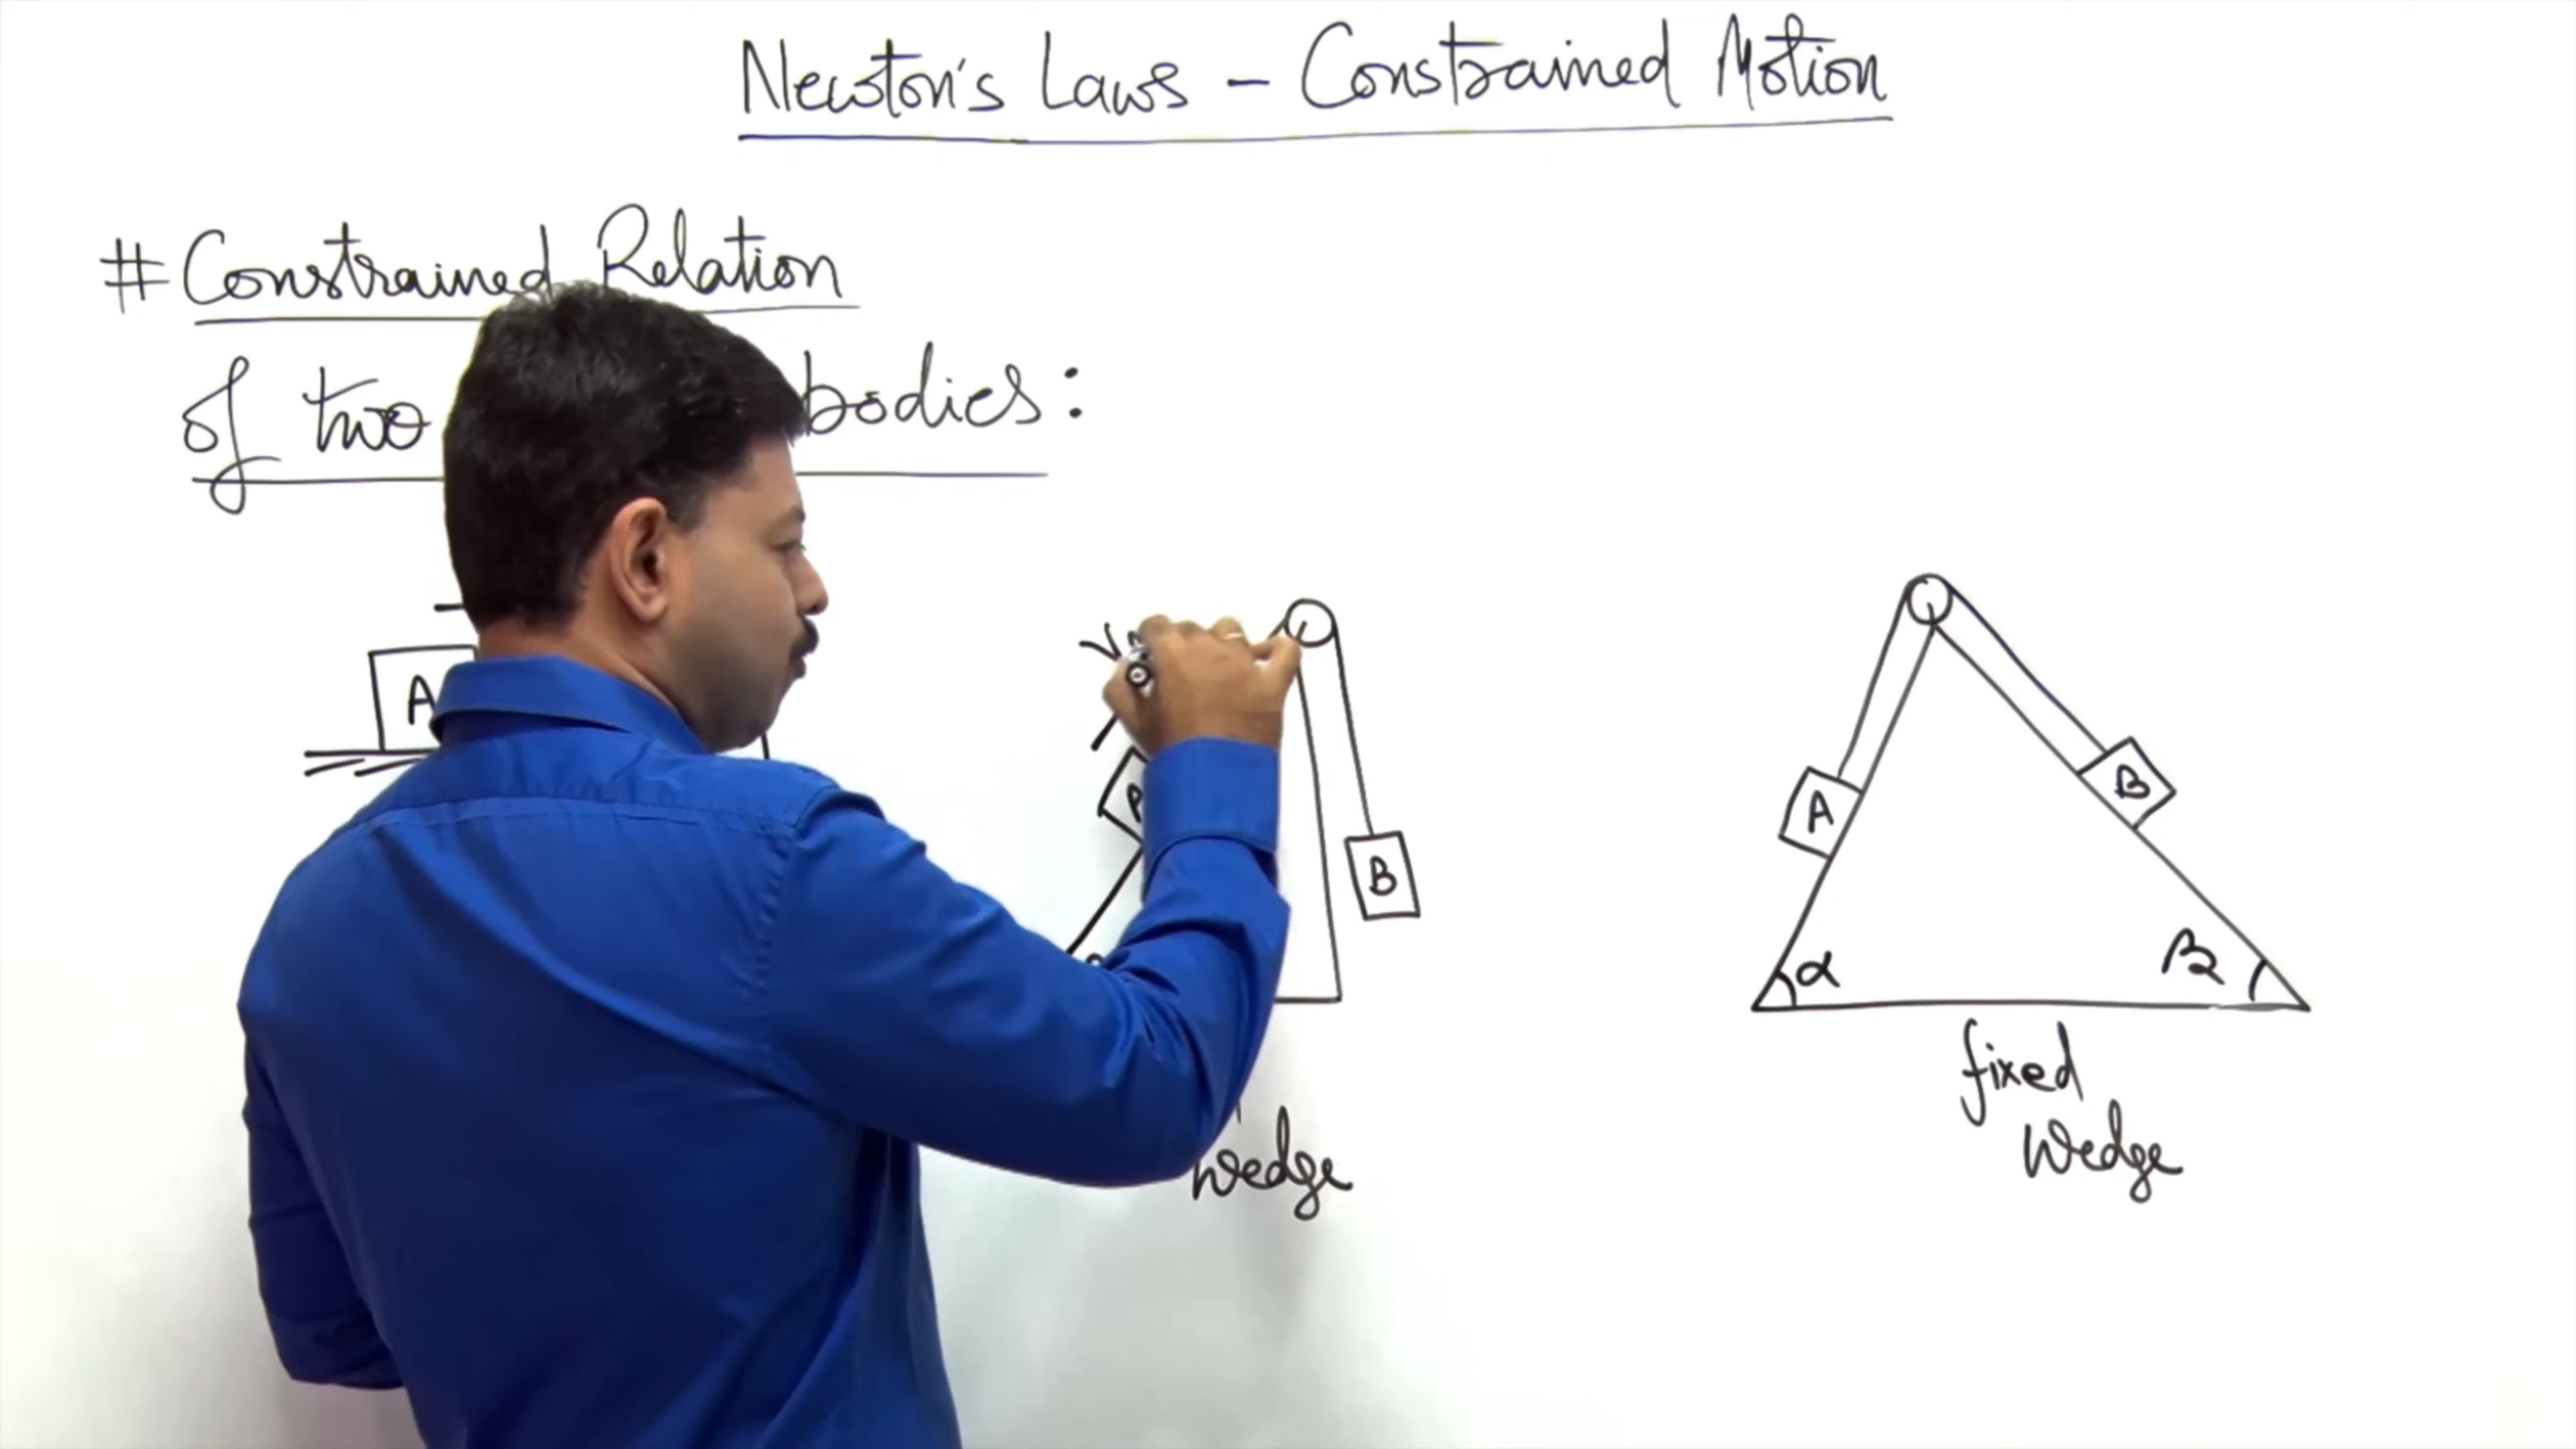 Newton's Laws - Constrained Motion
# Constrained Relation
of two bodies:
A
V
B
A
B
α
β
fixed
wedge
Wedge